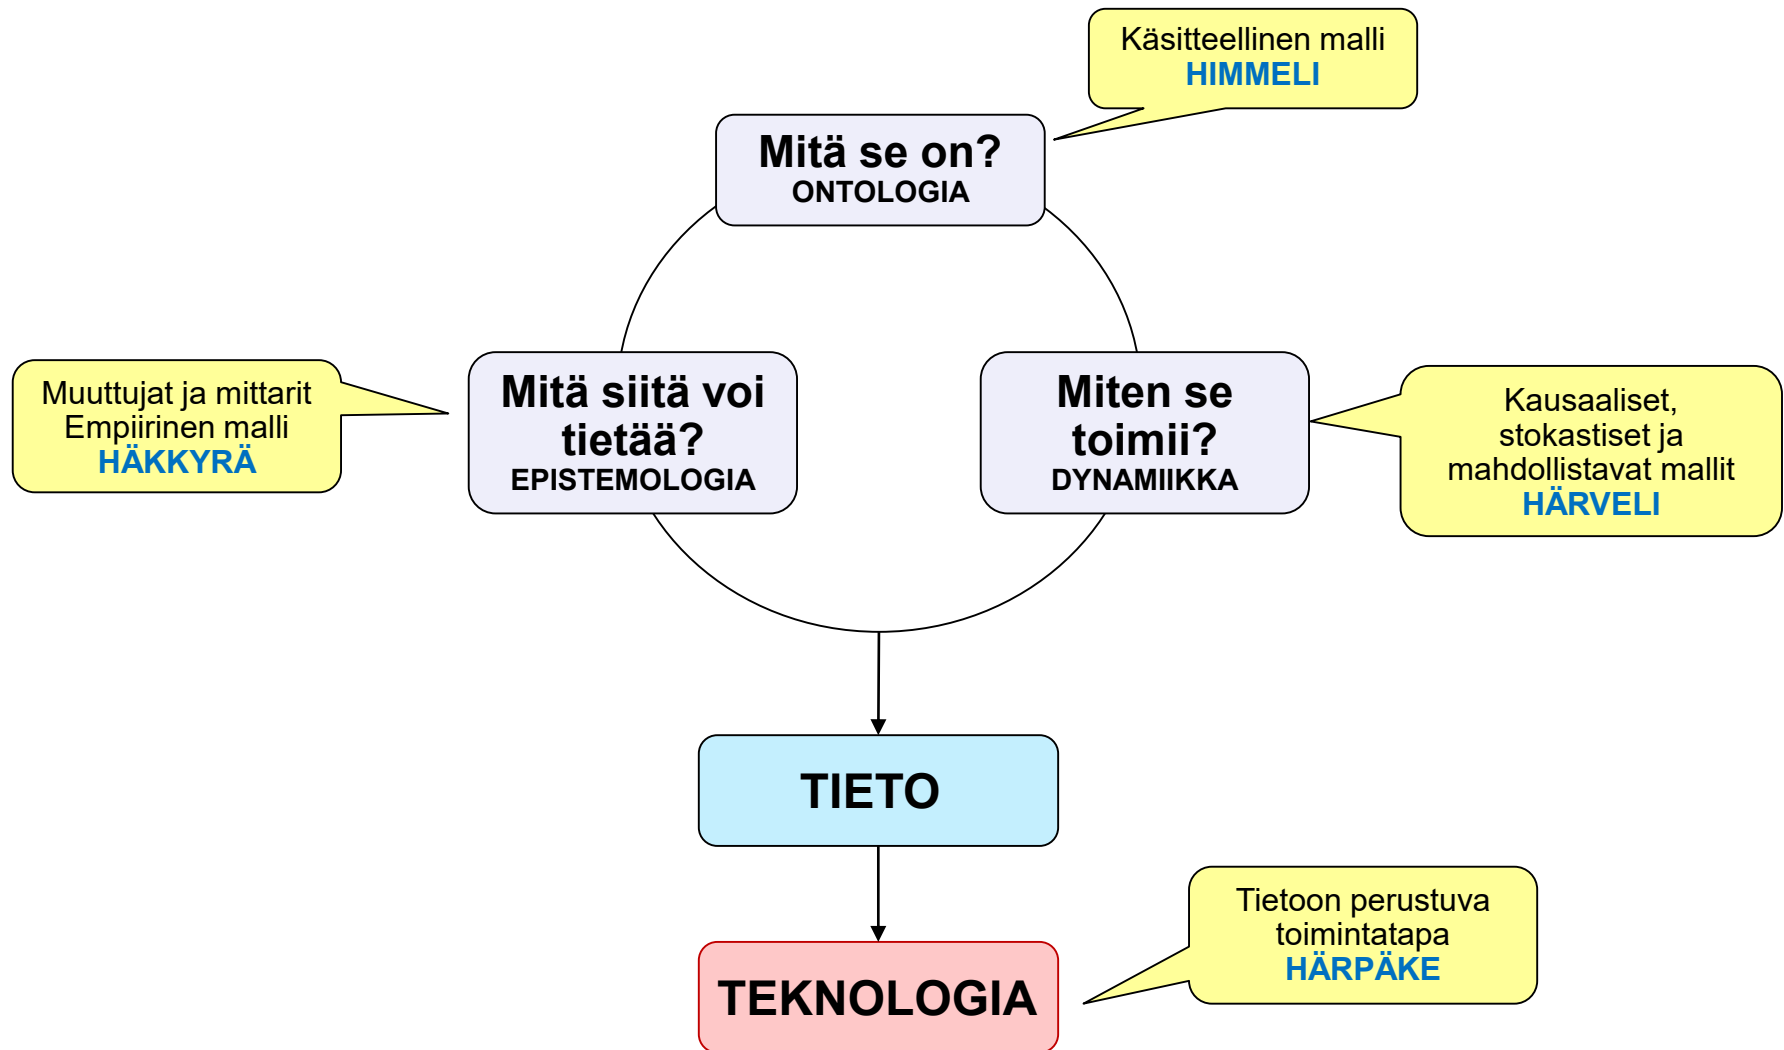 Käsitteellinen malli
HIMMELI
Mitä se on?
ONTOLOGIA
Muuttujat ja mittarit
Empiirinen malli
HÄKKYRÄ
Mitä siitä voi
tietää?
EPISTEMOLOGIA
Miten se
toimii?
DYNAMIIKKA
Kausaaliset,
stokastiset ja
mahdollistavat mallit
HÄRVELI
TIETO
Tietoon perustuva
toimintatapa
HÄRPÄKE
TEKNOLOGIA